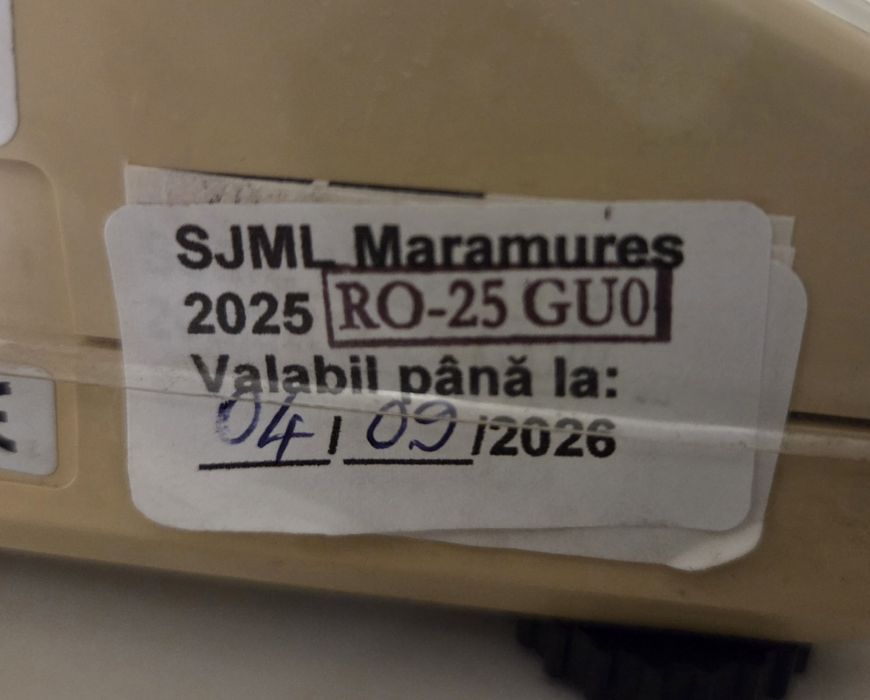 SJML Maramures
2025 RO-25 GU0
Valabil până la:
04/09/2026